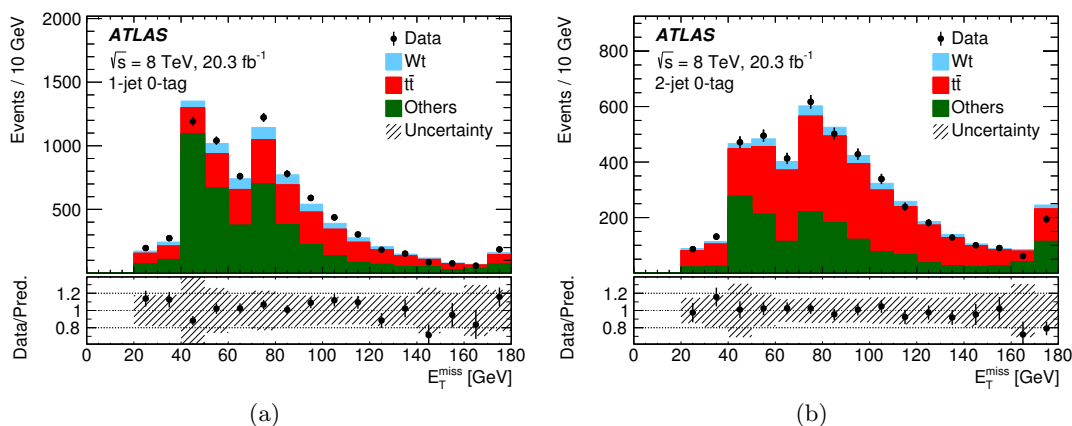 Events / 10 GeV
2000
1500
1000
500
ATLAS
√s = 8 TeV, 20.3 fb⁻¹
1-jet 0-tag
Data
Wt
tt̄
Others
Uncertainty
Data/Pred.
1.2
1
0.8
0 20 40 60 80 100 120 140 160 180
E_T^miss [GeV]
(a)
Events / 10 GeV
800
600
400
200
ATLAS
√s = 8 TeV, 20.3 fb⁻¹
2-jet 0-tag
Data
Wt
tt̄
Others
Uncertainty
Data/Pred.
1.2
1
0.8
0 20 40 60 80 100 120 140 160 180
E_T^miss [GeV]
(b)